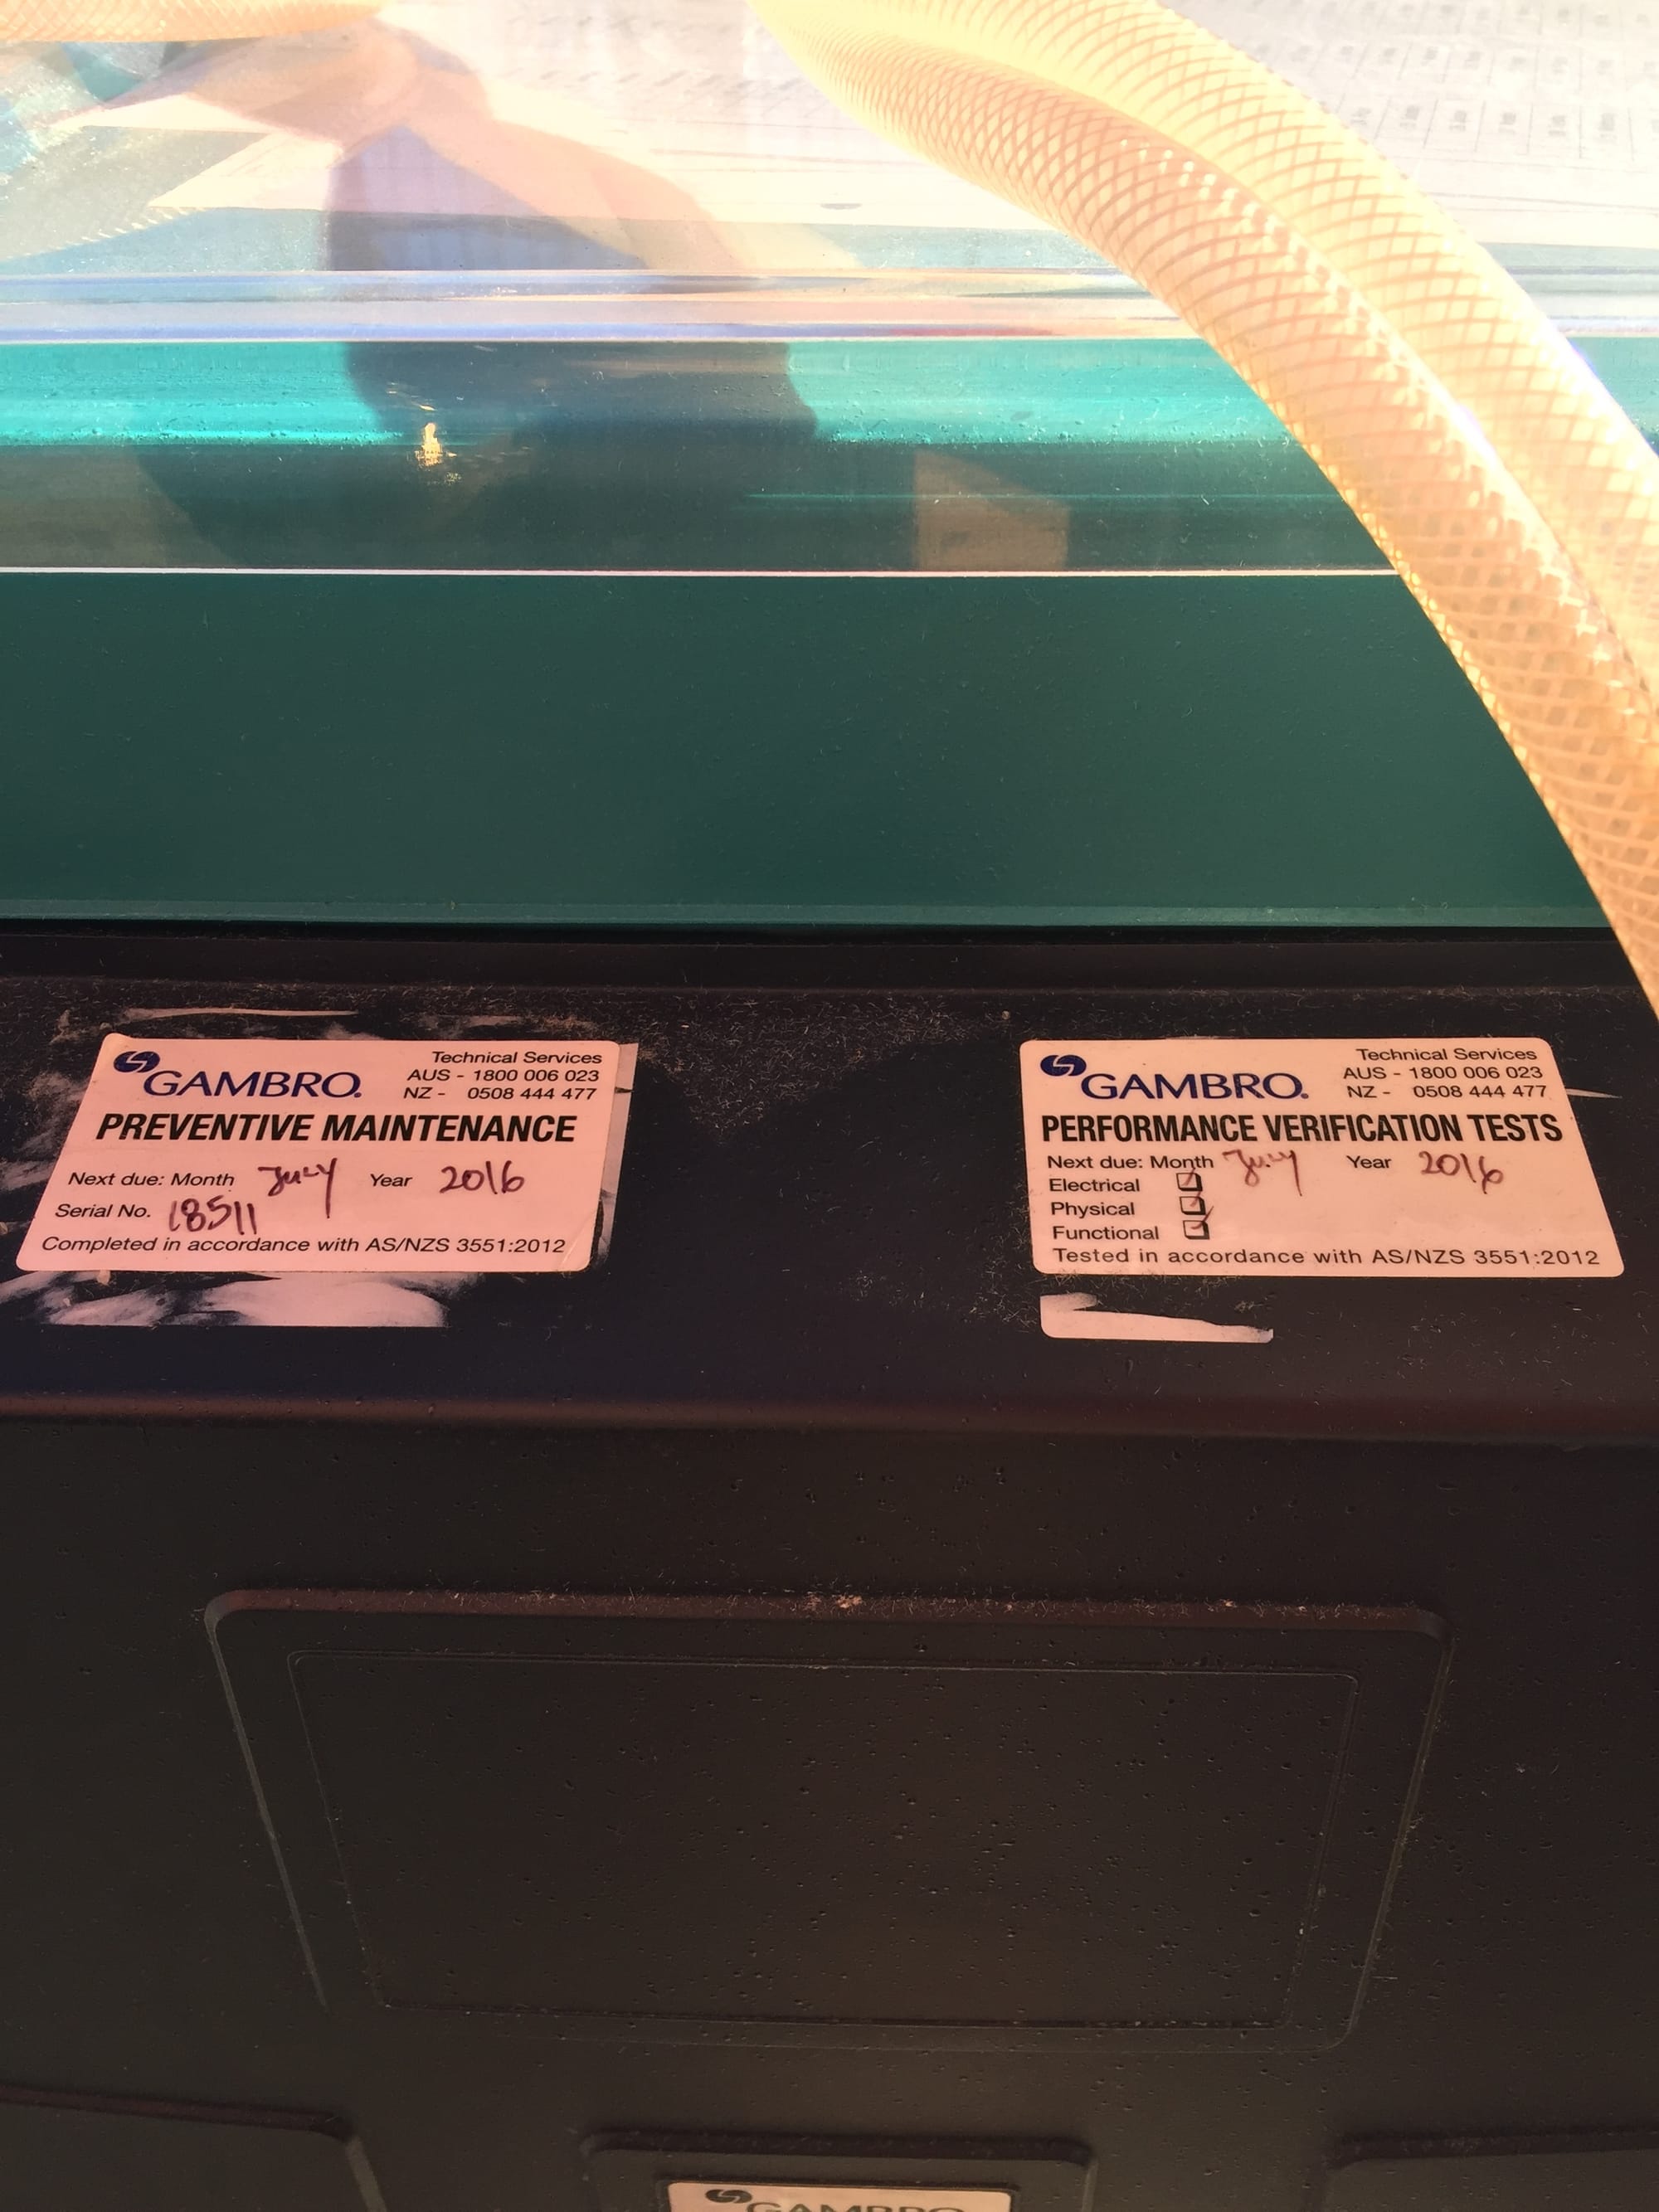 GAMBRO®
Technical Services
AUS - 1800 006 023
NZ - 0508 444 477
PREVENTIVE MAINTENANCE
Next due: Month July Year 2016
Serial No. 18511
Completed in accordance with AS/NZS 3551:2012
GAMBRO®
Technical Services
AUS - 1800 006 023
NZ - 0508 444 477
PERFORMANCE VERIFICATION TESTS
Next due: Month July Year 2016
Electrical
Physical
Functional
Tested in accordance with AS/NZS 3551:2012
GAMBRO